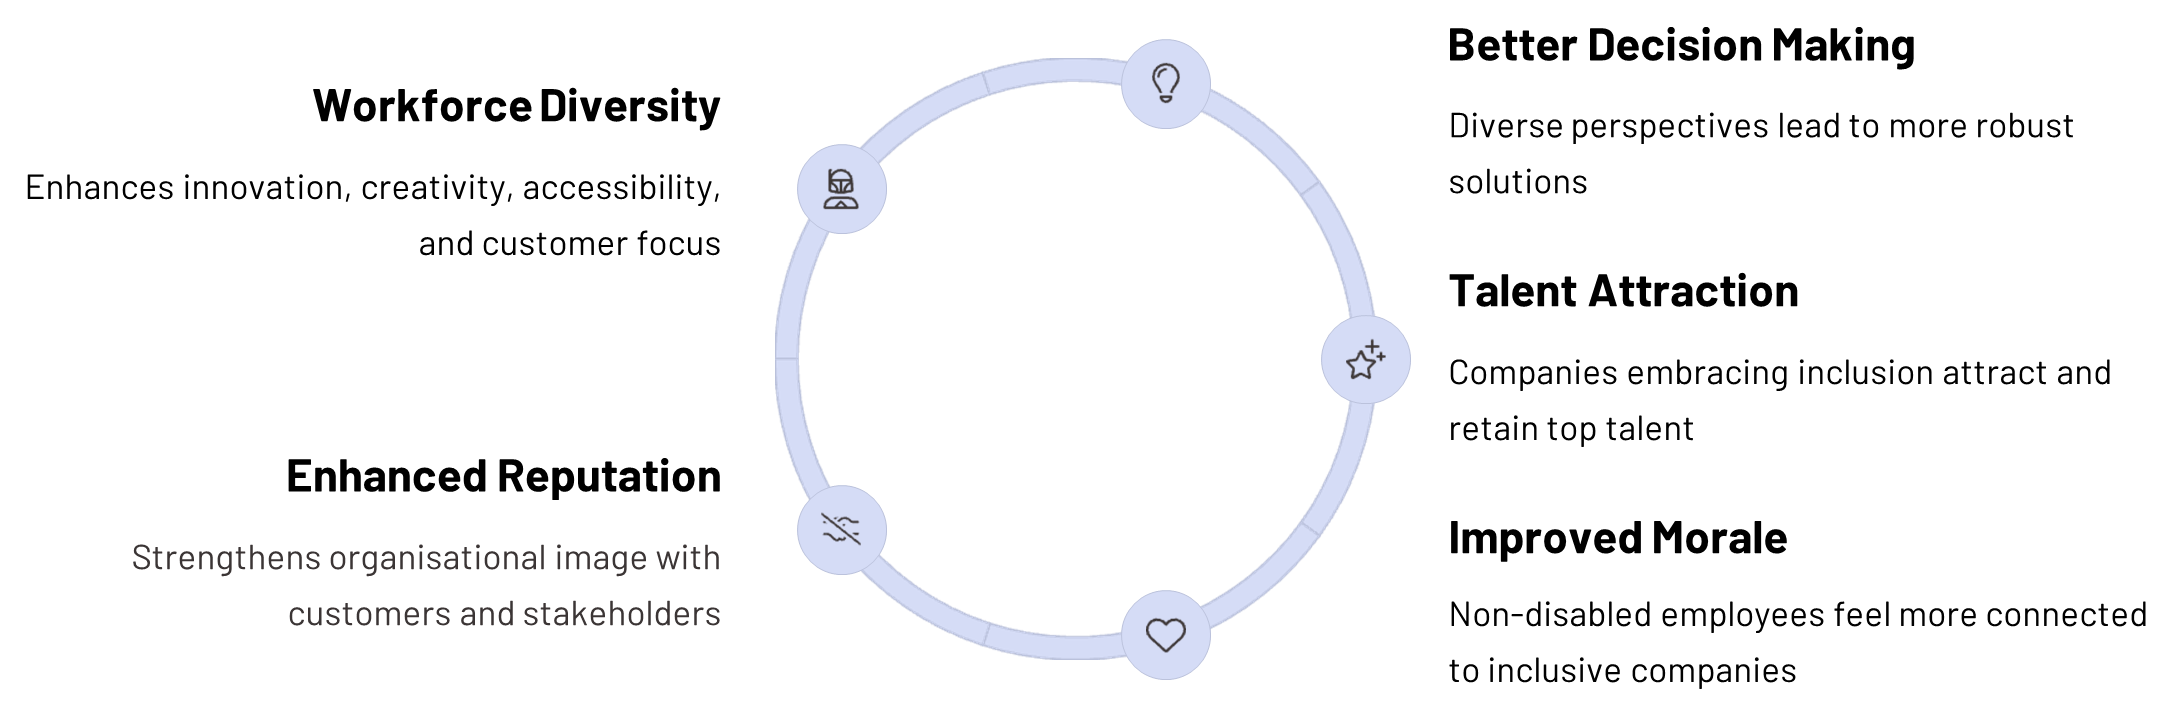 Workforce Diversity
Enhances innovation, creativity, accessibility,
and customer focus
Enhanced Reputation
Strengthens organisational image with
customers and stakeholders
Better Decision Making
Diverse perspectives lead to more robust
solutions
Talent Attraction
Companies embracing inclusion attract and
retain top talent
Improved Morale
Non-disabled employees feel more connected
to inclusive companies